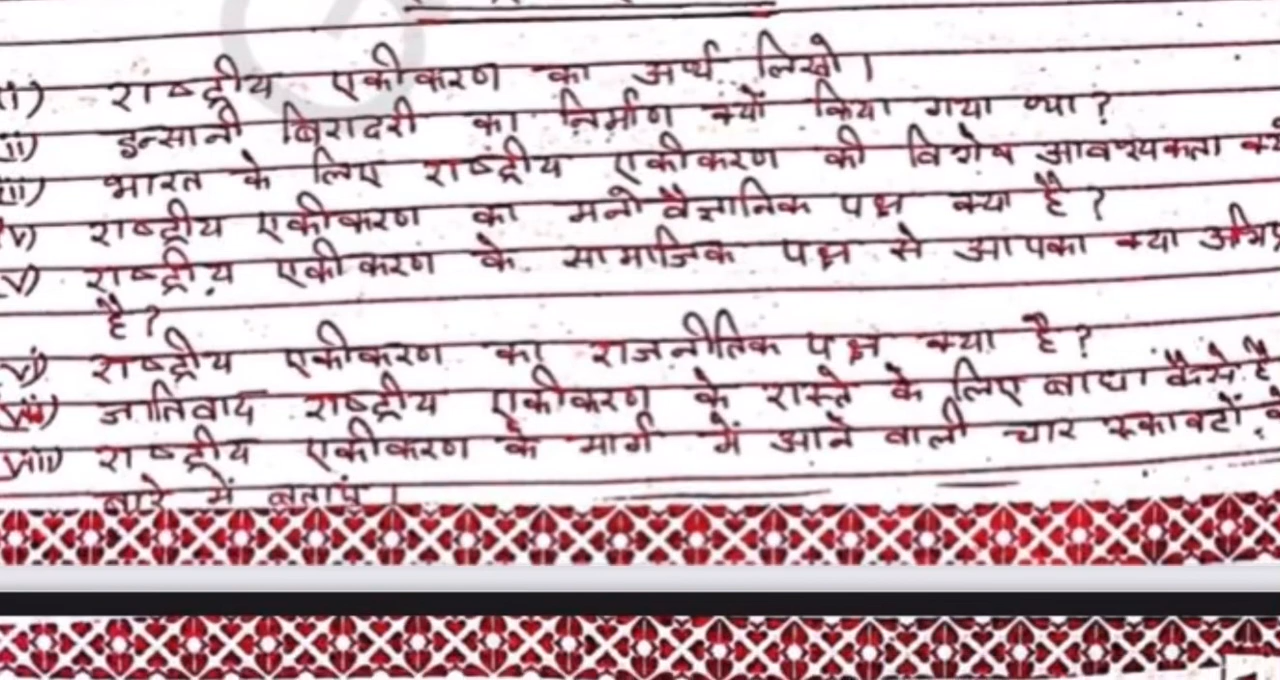 i) राष्ट्रीय एकीकरण का अर्थ लिखो।
ii) इन्सानी बिरादरी का निर्माण क्यों किया गया था?
iii) भारत के लिए राष्ट्रीय एकीकरण की विशेष आवश्यकता
iv) राष्ट्रीय एकीकरण का मनोवैज्ञानिक पक्ष क्या है?
v) राष्ट्रीय एकीकरण के सामाजिक पक्ष से आपका क्या
है?
vi) राष्ट्रीय एकीकरण का राजनीतिक पक्ष क्या है?
vii) जातिवाद राष्ट्रीय एकीकरण के रास्ते के लिए बाधा कैसे है
viii) राष्ट्रीय एकीकरण के मार्ग में आने वाली चार रूकावटों के
बारे में बताएं।